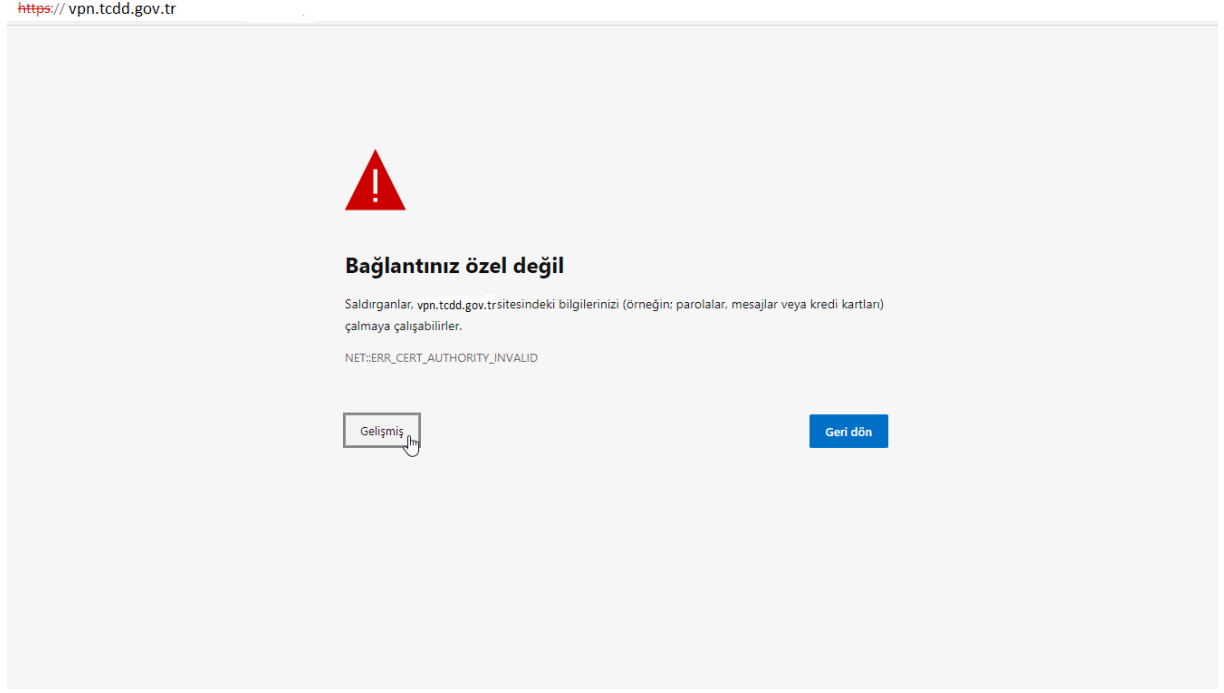 https:// vpn.tcdd.gov.tr
!
Bağlantınız özel değil
Saldırganlar, vpn.tcdd.gov.trsitesindeki bilgilerinizi (örneğin; parolalar, mesajlar veya kredi kartları)
çalmaya çalışabilirler.
NET::ERR_CERT_AUTHORITY_INVALID
Gelişmiş
Geri dön